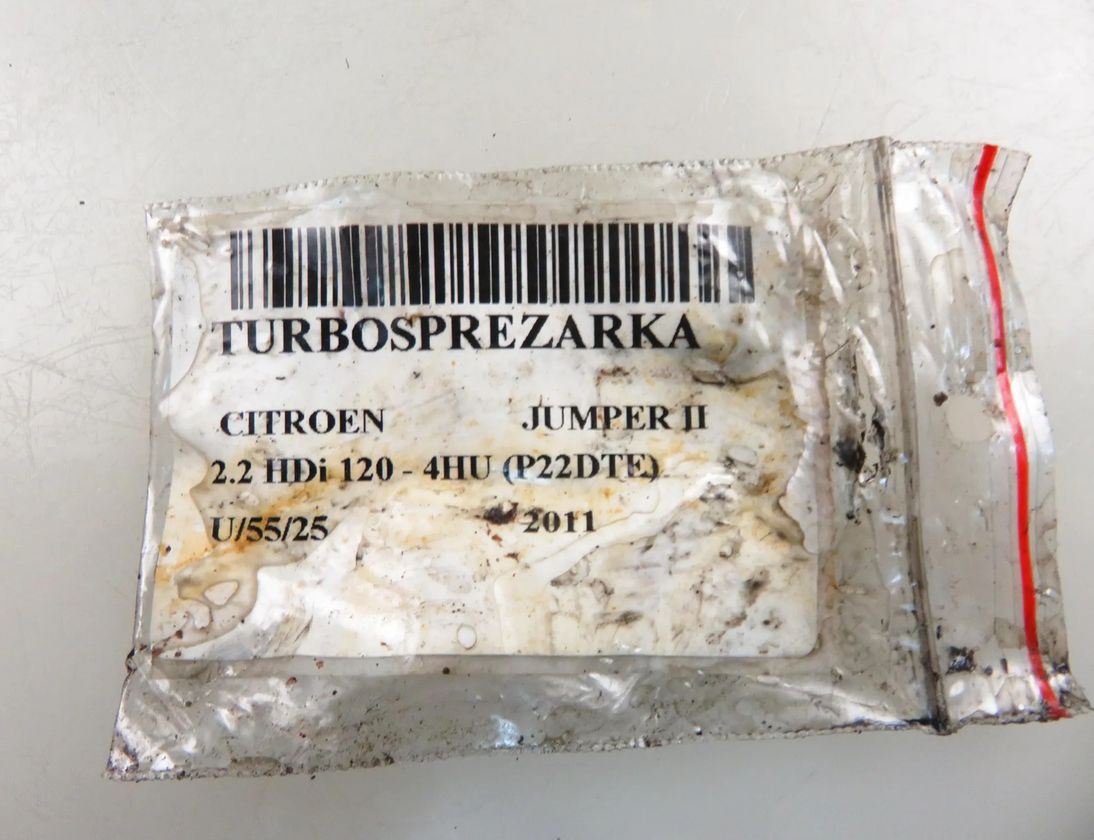 TURBOSPREZARKA
CITROEN JUMPER II
2.2 HDi 120 - 4HU (P22DTE)
U/55/25 2011